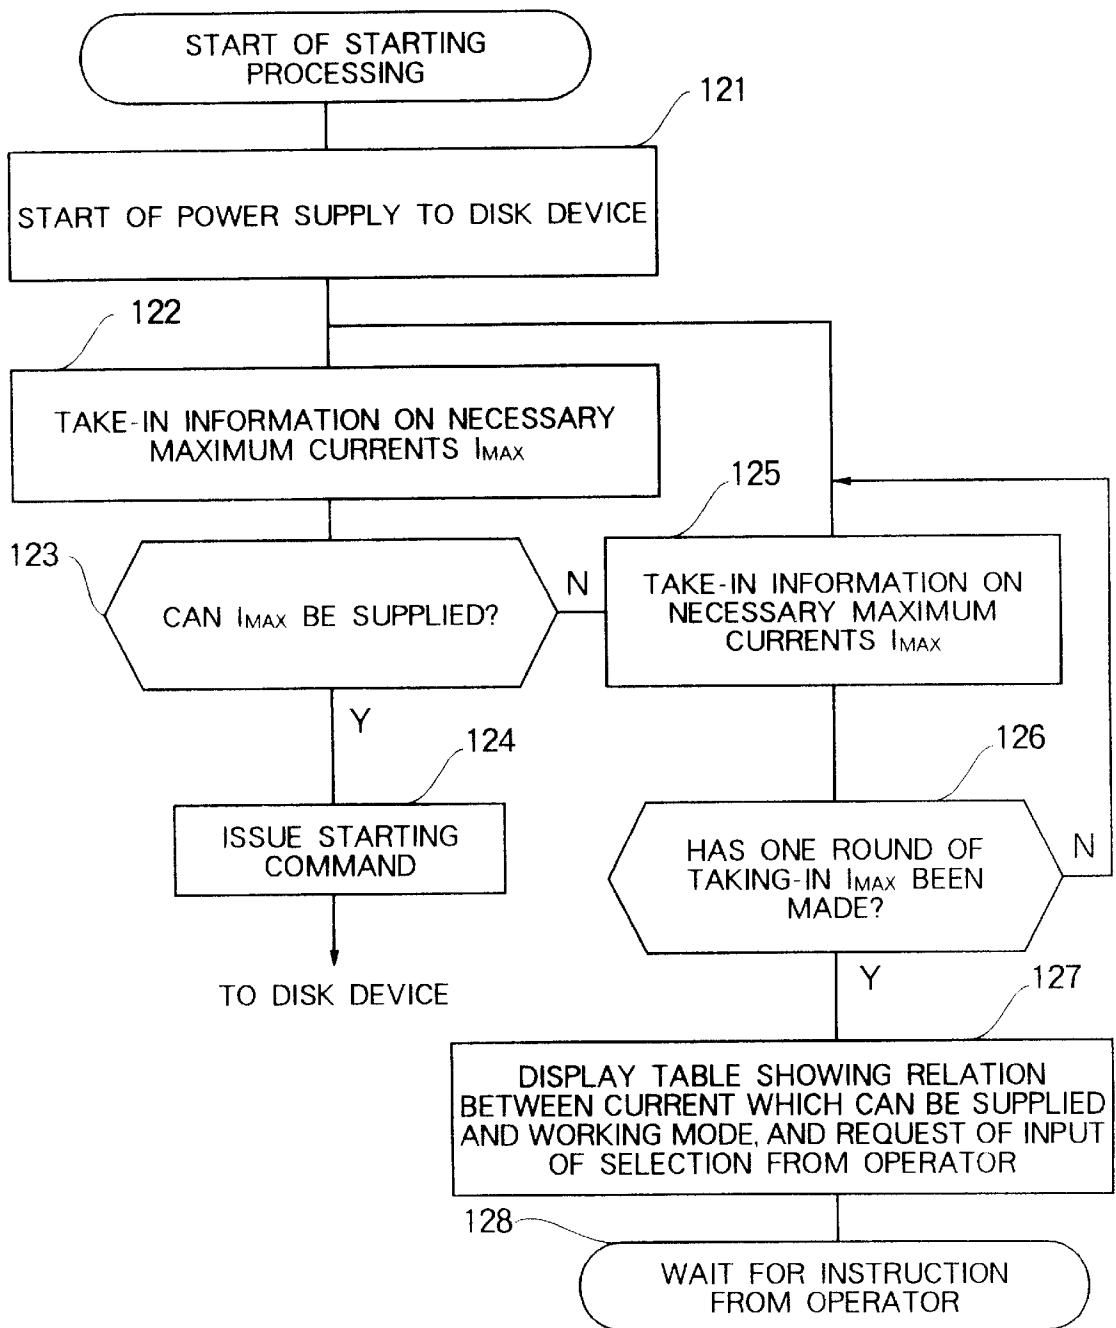 START OF STARTING
PROCESSING
121
START OF POWER SUPPLY TO DISK DEVICE
122
TAKE-IN INFORMATION ON NECESSARY
MAXIMUM CURRENTS IMAX
123
CAN IMAX BE SUPPLIED?
N
Y
124
ISSUE STARTING
COMMAND
TO DISK DEVICE
125
TAKE-IN INFORMATION ON
NECESSARY MAXIMUM
CURRENTS IMAX
126
HAS ONE ROUND OF
TAKING-IN IMAX BEEN
MADE?
N
Y
127
DISPLAY TABLE SHOWING RELATION
BETWEEN CURRENT WHICH CAN BE SUPPLIED
AND WORKING MODE, AND REQUEST OF INPUT
OF SELECTION FROM OPERATOR
128
WAIT FOR INSTRUCTION
FROM OPERATOR